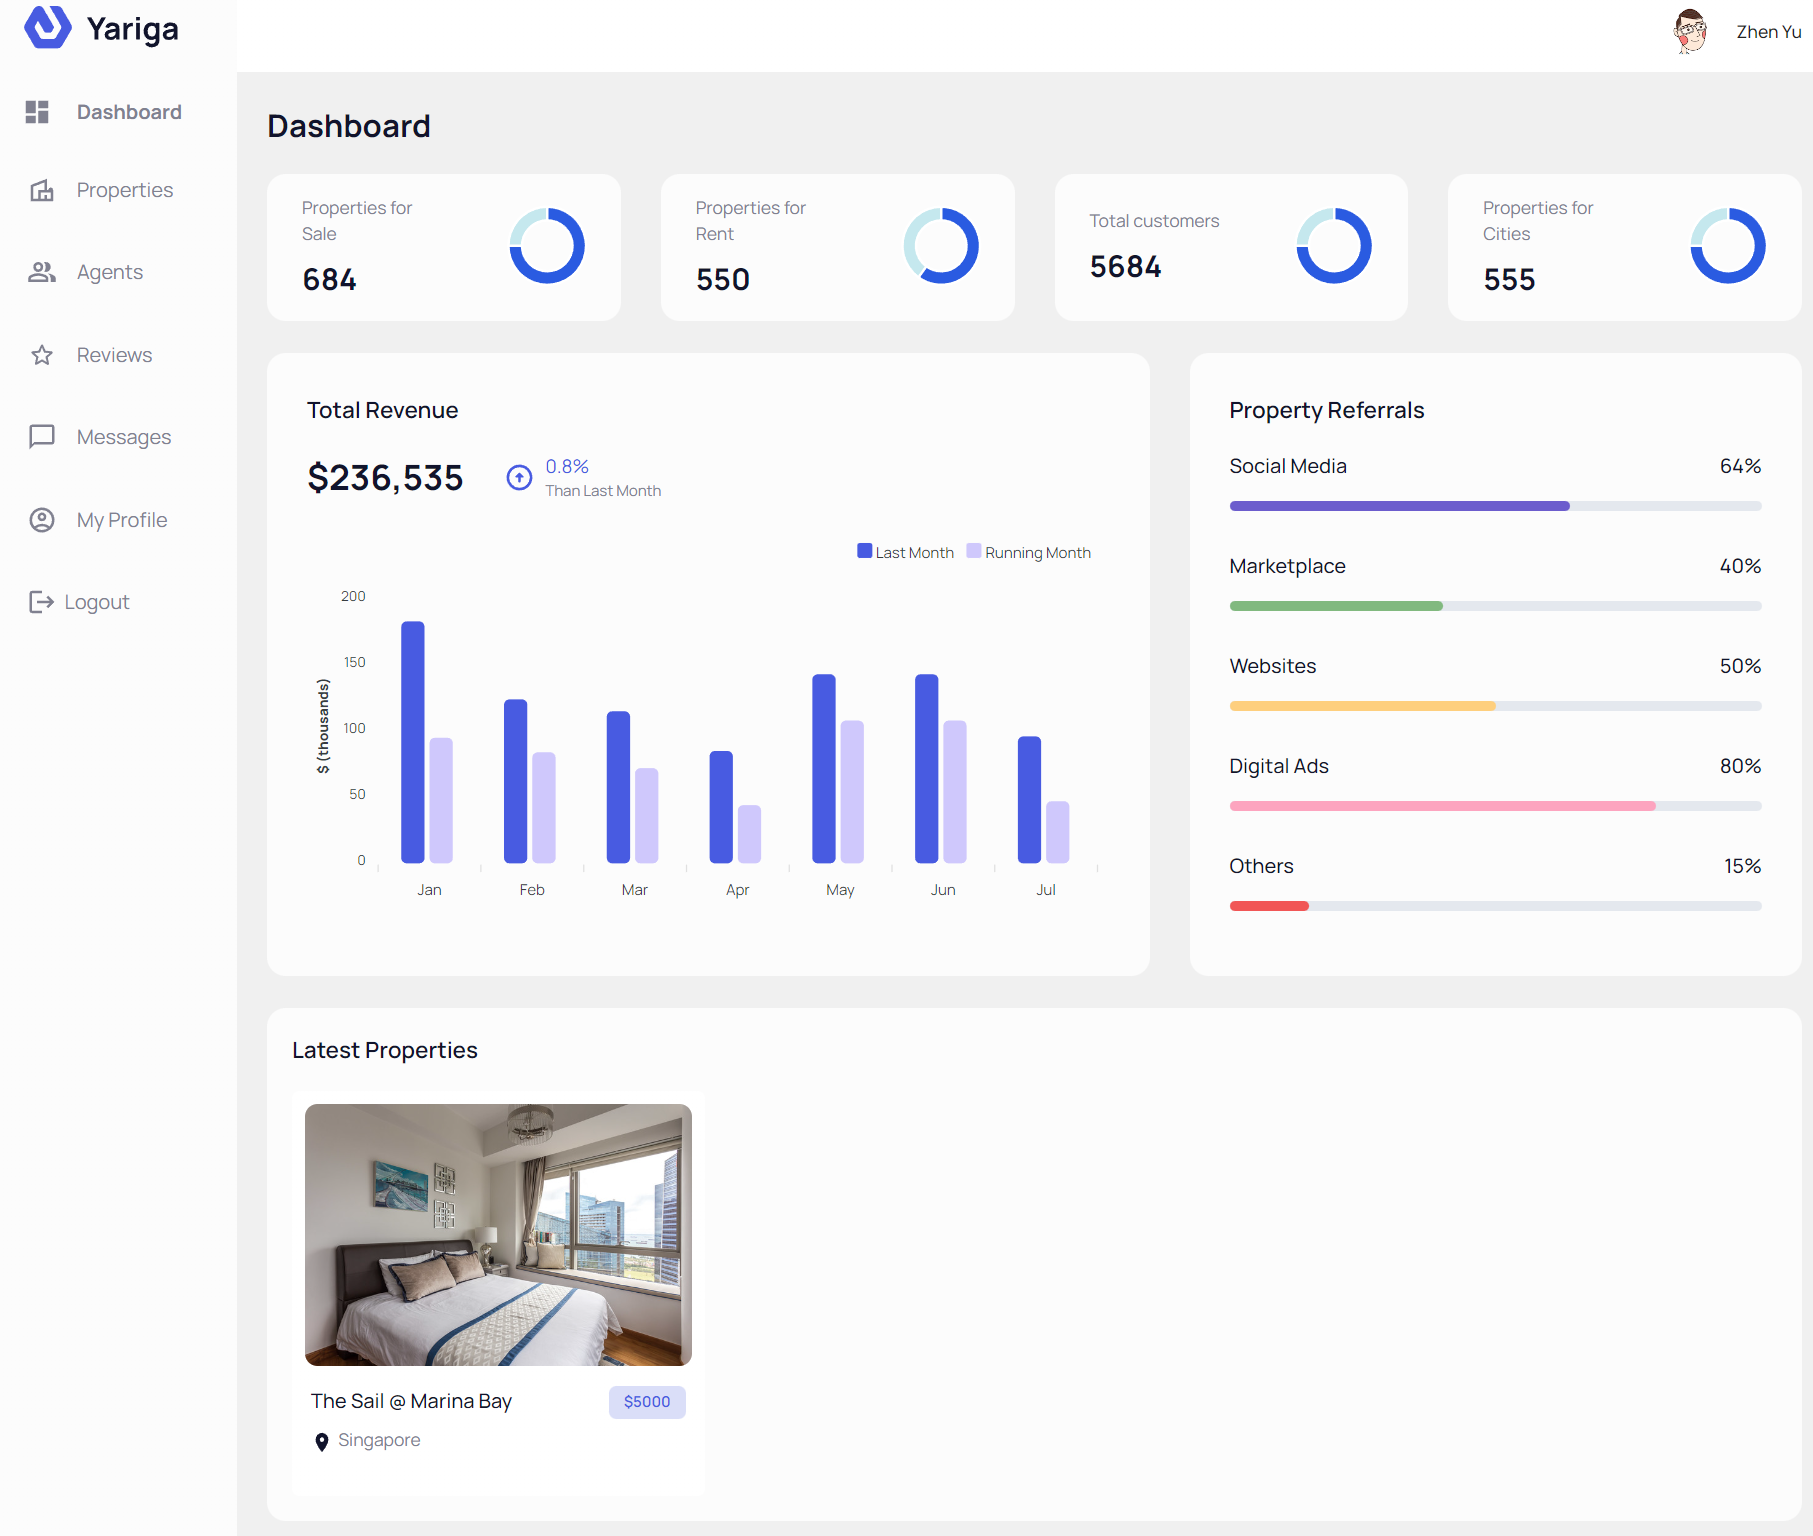 Yariga
Zhen Yu
Dashboard
Properties
Agents
Reviews
Messages
My Profile
Logout
Dashboard
Properties for
Sale
684
Properties for
Rent
550
Total customers
5684
Properties for
Cities
555
Total Revenue
$236,535
0.8%
Than Last Month
Last Month
Running Month
200
150
100
50
0
$ (thousands)
Jan
Feb
Mar
Apr
May
Jun
Jul
Property Referrals
Social Media
64%
Marketplace
40%
Websites
50%
Digital Ads
80%
Others
15%
Latest Properties
The Sail @ Marina Bay
$5000
Singapore